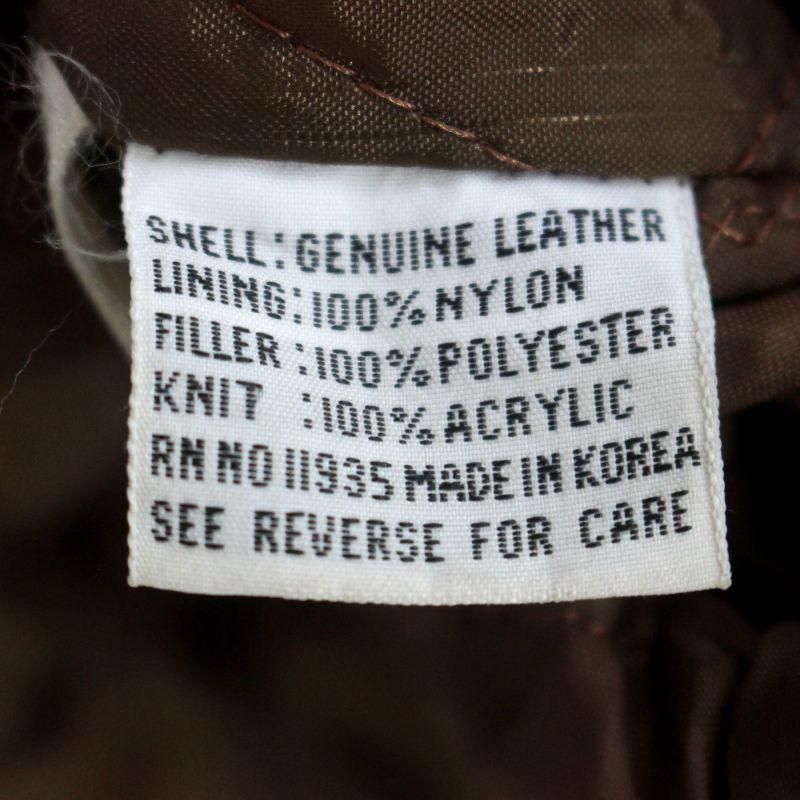 SHELL: GENUINE LEATHER
LINING: 100% NYLON
FILLER : 100% POLYESTER
KNIT : 100% ACRYLIC
RN NO 11935 MADE IN KOREA
SEE REVERSE FOR CARE